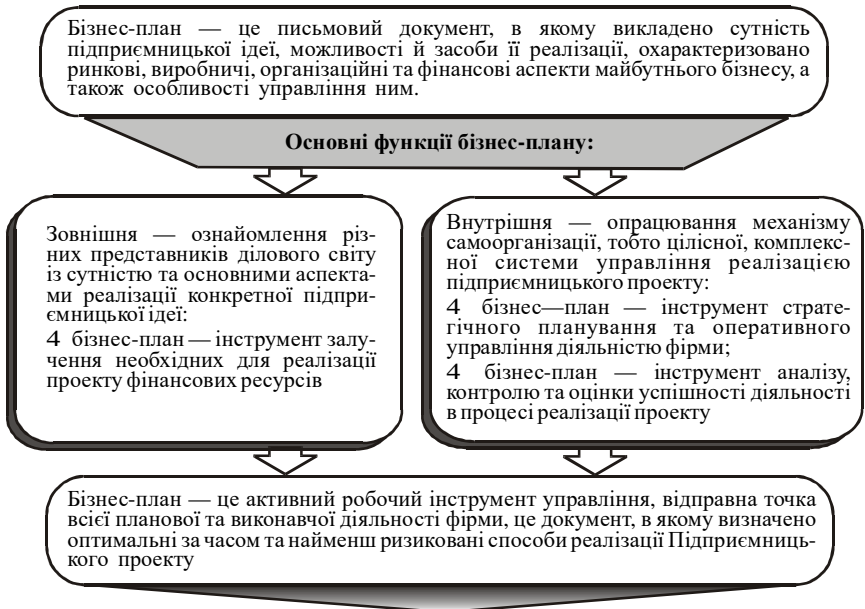 Бізнес-план — це письмовий документ, в якому викладено сутність
підприємницької ідеї, можливості й засоби її реалізації, охарактеризовано
ринкові, виробничі, організаційні та фінансові аспекти майбутнього бізнесу, а
також особливості управління ним.
Основні функції бізнес-плану:
Зовнішня — ознайомлення різ-
них представників ділового світу
із сутністю та основними аспекта-
ми реалізації конкретної підпри-
ємницької ідеї:
4 бізнес-план — інструмент залу-
чення необхідних для реалізації
проекту фінансових ресурсів
Внутрішня — опрацювання механізму
самоорганізації, тобто цілісної, комплекс-
ної системи управління реалізацією
підприємницького проекту:
4 бізнес—план — інструмент страте-
гічного планування та оперативного
управління діяльністю фірми;
4 бізнес-план — інструмент аналізу,
контролю та оцінки успішності діяльності
в процесі реалізації проекту
Бізнес-план — це активний робочий інструмент управління, відправна точка
всієї планової та виконавчої діяльності фірми, це документ, в якому визначено
оптимальні за часом та найменш ризиковані способи реалізації Підприємниць-
кого проекту